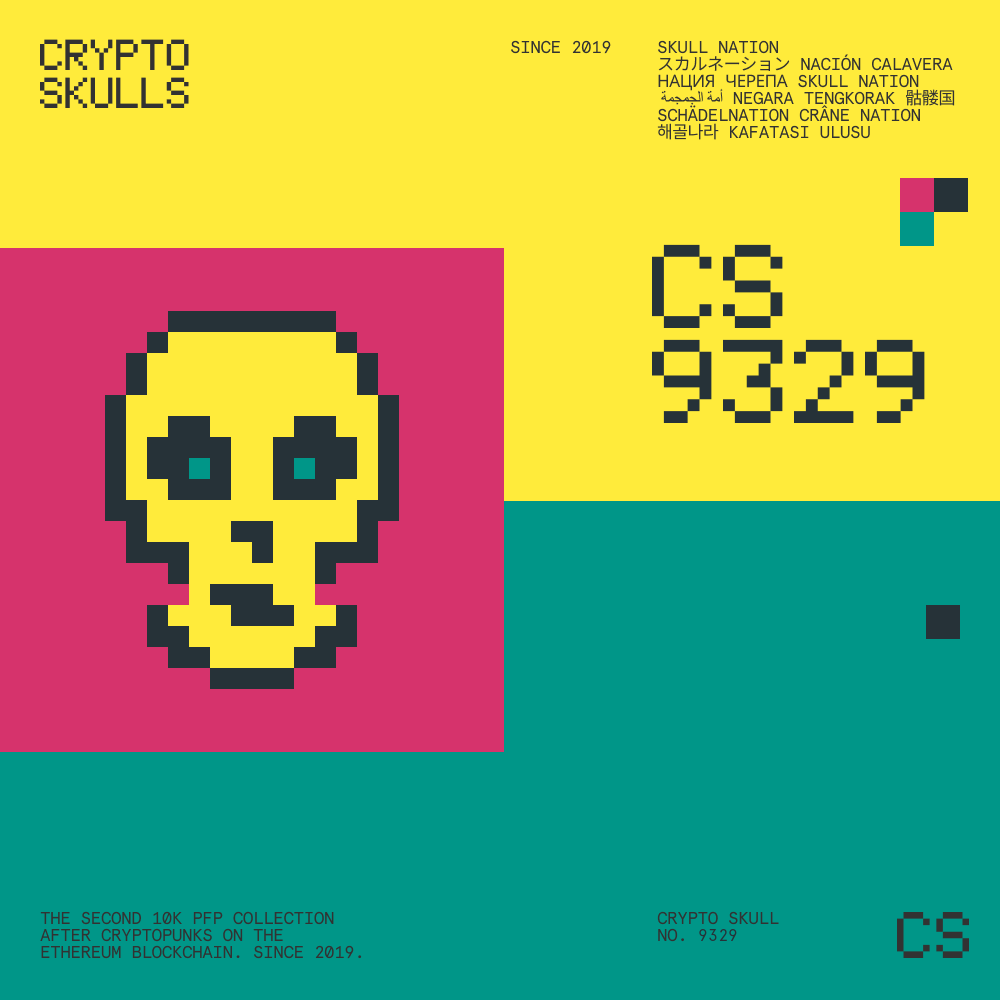 CRYPTO
SKULLS
SINCE 2019
SKULL NATION
スカルネーション NACIÓN CALAVERA
НАЦИЯ ЧЕРЕПА SKULL NATION
أمة الجمجمة NEGARA TENGKORAK 骷髅国
SCHÄDELNATION CRÂNE NATION
해골나라 KAFATASI ULUSU
CS
9329
THE SECOND 10K PFP COLLECTION
AFTER CRYPTOPUNKS ON THE
ETHEREUM BLOCKCHAIN. SINCE 2019.
CRYPTO SKULL
NO. 9329
CS